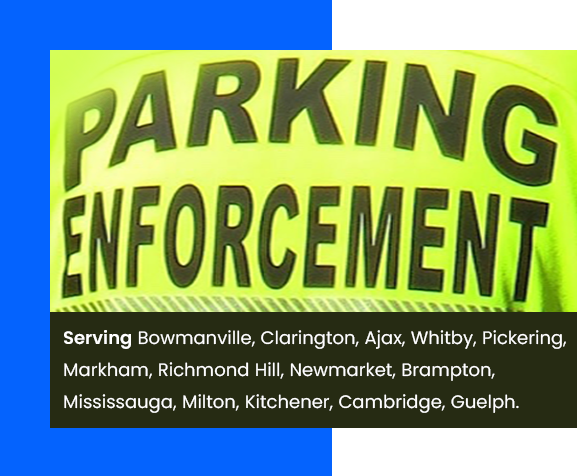 PARKING
ENFORCEMENT
Serving Bowmanville, Clarington, Ajax, Whitby, Pickering,
Markham, Richmond Hill, Newmarket, Brampton,
Mississauga, Milton, Kitchener, Cambridge, Guelph.